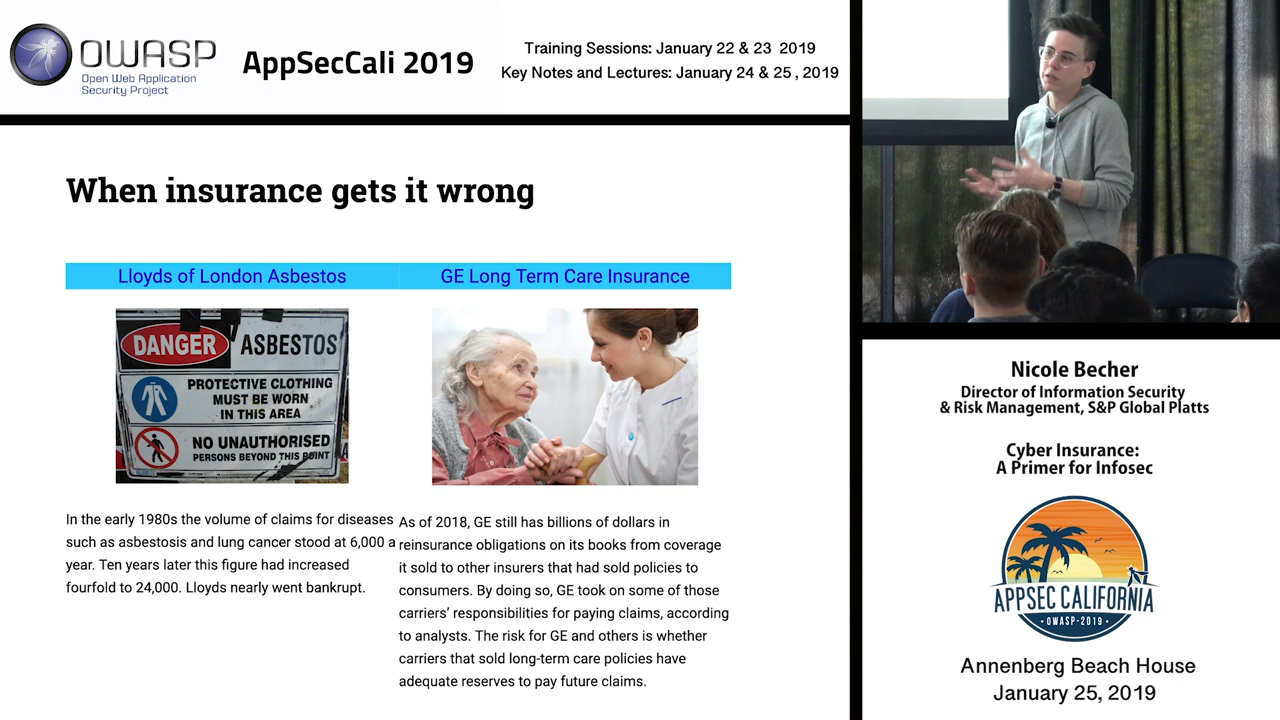 OWASP
Open Web Application
Security Project
AppSecCali 2019
Training Sessions: January 22 & 23 2019
Key Notes and Lectures: January 24 & 25 , 2019
When insurance gets it wrong
Lloyds of London Asbestos
GE Long Term Care Insurance
DANGER ASBESTOS
PROTECTIVE CLOTHING
MUST BE WORN
IN THIS AREA
NO UNAUTHORISED
PERSONS BEYOND THIS POINT
In the early 1980s the volume of claims for diseases
such as asbestosis and lung cancer stood at 6,000 a
year. Ten years later this figure had increased
fourfold to 24,000. Lloyds nearly went bankrupt.
As of 2018, GE still has billions of dollars in
reinsurance obligations on its books from coverage
it sold to other insurers that had sold policies to
consumers. By doing so, GE took on some of those
carriers’ responsibilities for paying claims, according
to analysts. The risk for GE and others is whether
carriers that sold long-term care policies have
adequate reserves to pay future claims.
Nicole Becher
Director of Information Security
& Risk Management, S&P Global Platts
Cyber Insurance:
A Primer for Infosec
APPSEC CALIFORNIA
· OWASP-2019 ·
Annenberg Beach House
January 25, 2019